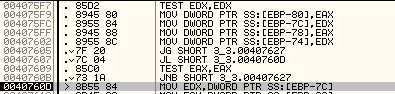 004075F7 . 85D2 TEST EDX,EDX
004075F9 . 8945 80 MOV DWORD PTR SS:[EBP-80],EAX
004075FC . 8955 84 MOV DWORD PTR SS:[EBP-7C],EDX
004075FF . 8945 88 MOV DWORD PTR SS:[EBP-78],EAX
00407602 . 8955 8C MOV DWORD PTR SS:[EBP-74],EDX
00407605 .v7F 20 JG SHORT 3_3.00407627
00407607 .v7C 04 JL SHORT 3_3.0040760D
00407609 . 85C0 TEST EAX,EAX
0040760B .v73 1A JNB SHORT 3_3.00407627
0040760D > 8B55 84 MOV EDX,DWORD PTR SS:[EBP-7C]